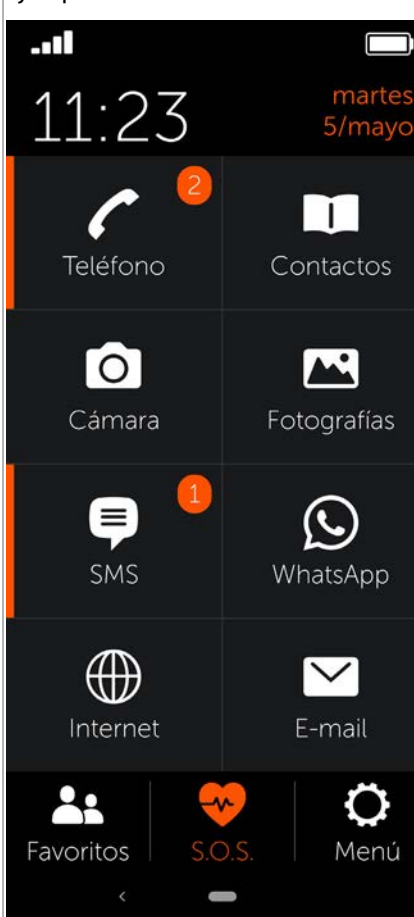 11:23
martes
5/mayo
2
Teléfono
Contactos
Cámara
Fotografías
1
SMS
WhatsApp
Internet
E-mail
Favoritos
S.O.S.
Menú